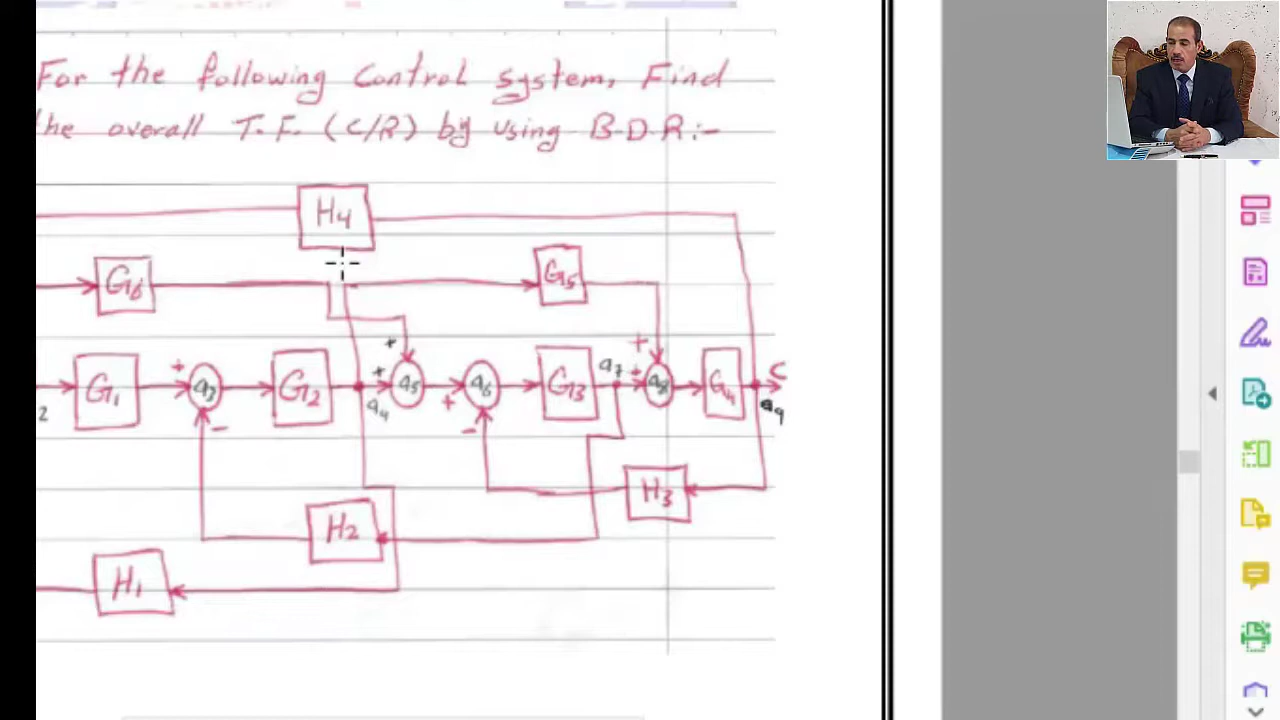 For the following Control system, Find
the overall T.F. (C/R) by using B.D.R:-
H4
G6
G5
G1
+
a3
G2
+
+
a5
a6
G3
a7
+
+
a8
G4
C
2
-
a4
+
-
a9
H3
H2
H1